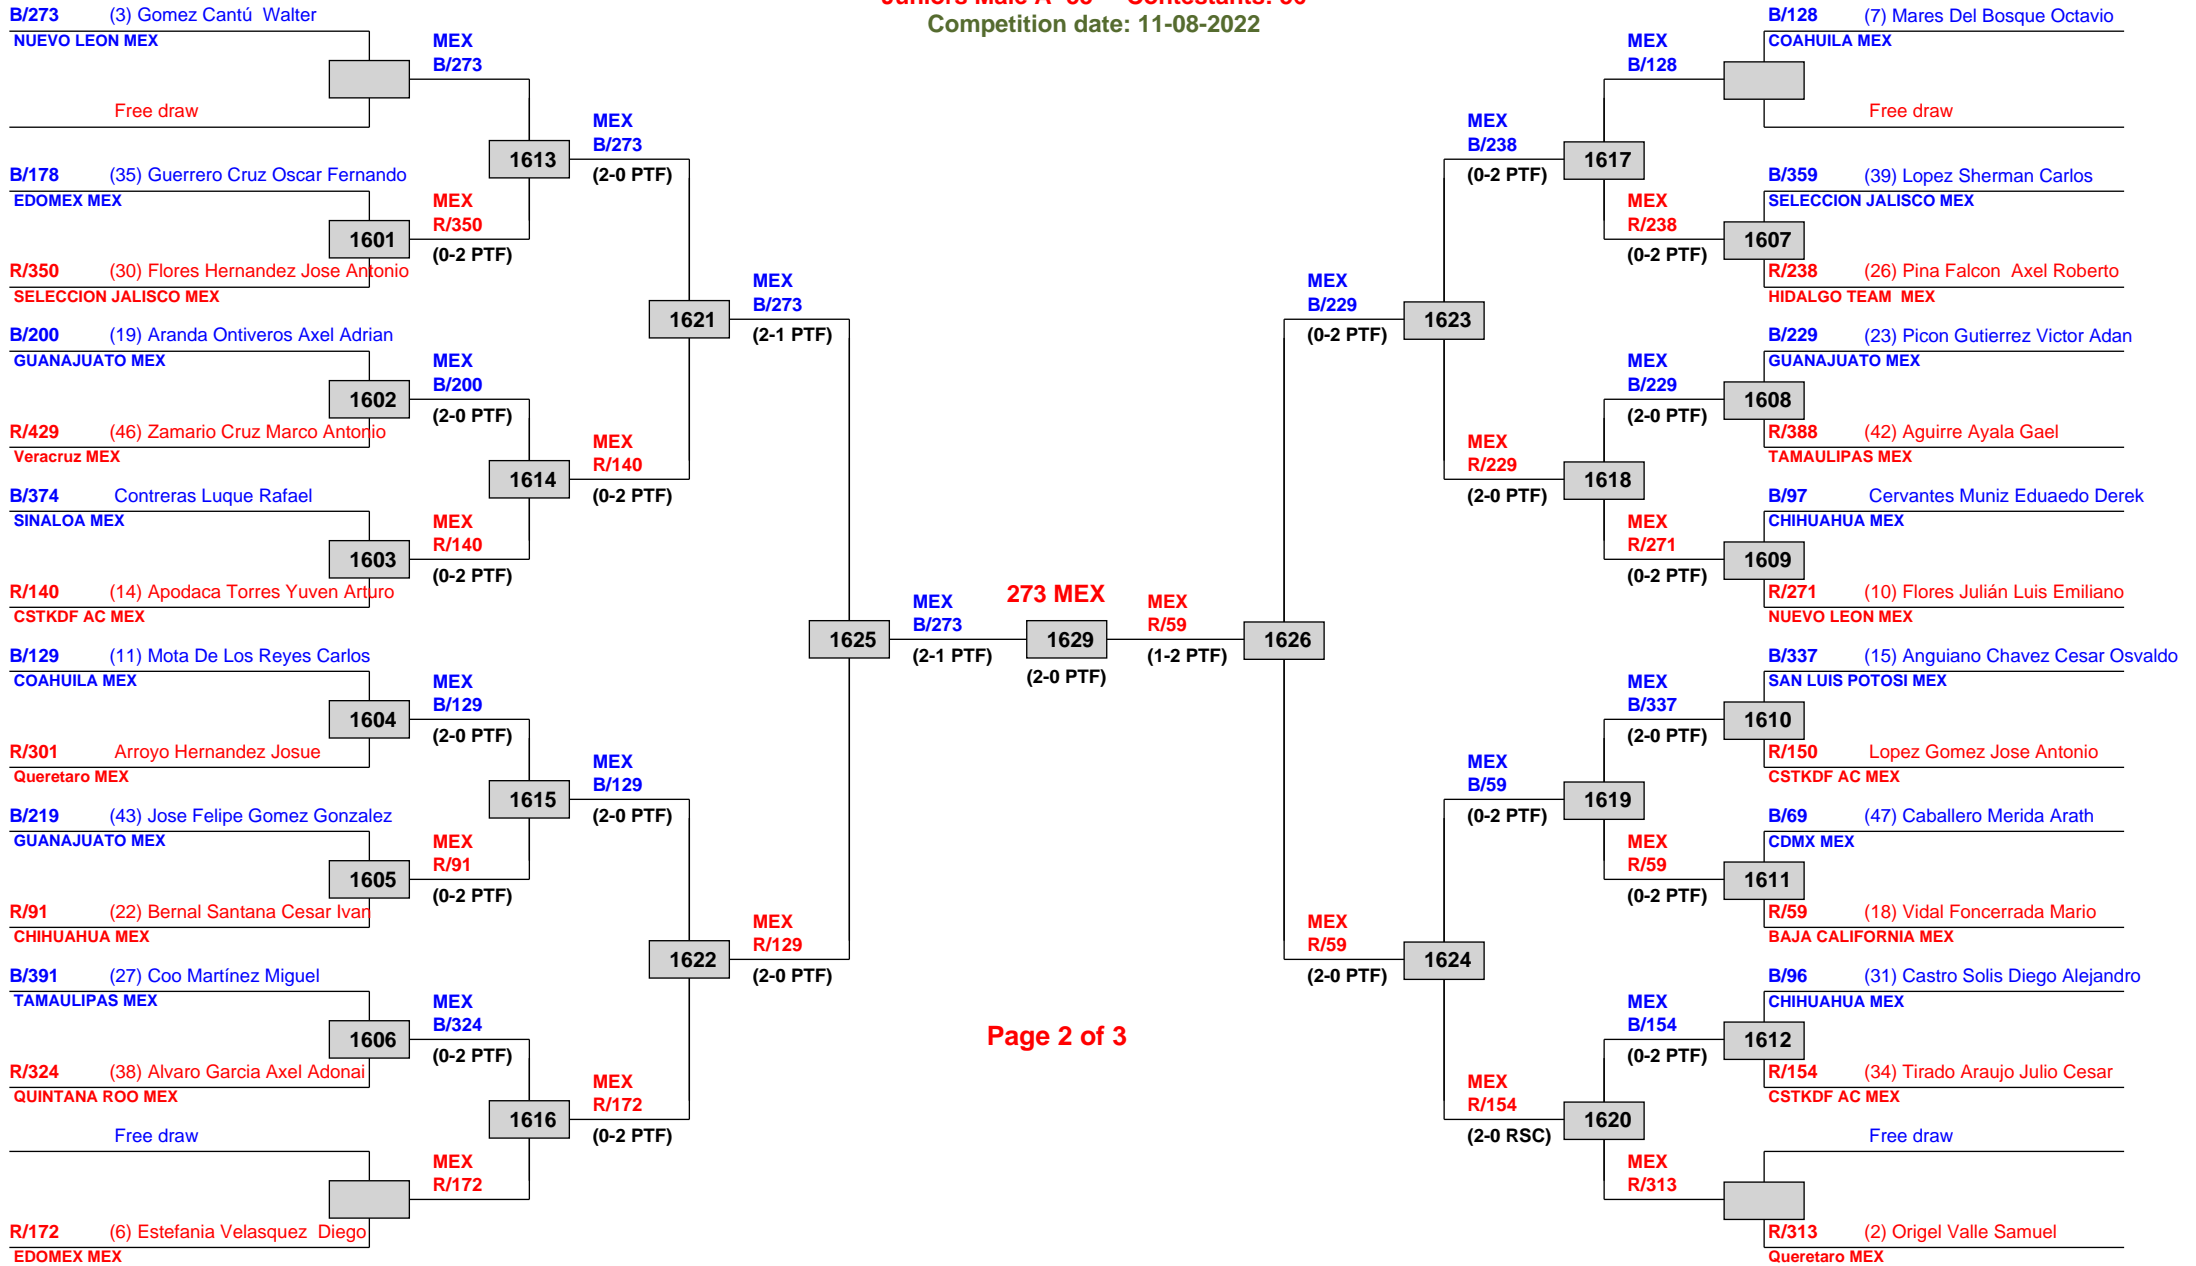 Competition date: 11-08-2022
B/273 (3) Gomez Cantú Walter
NUEVO LEON MEX
Free draw
B/178 (35) Guerrero Cruz Oscar Fernando
EDOMEX MEX
R/350 (30) Flores Hernandez Jose Antonio
SELECCION JALISCO MEX
B/200 (19) Aranda Ontiveros Axel Adrian
GUANAJUATO MEX
R/429 (46) Zamario Cruz Marco Antonio
Veracruz MEX
B/374 Contreras Luque Rafael
SINALOA MEX
R/140 (14) Apodaca Torres Yuven Arturo
CSTKDF AC MEX
B/129 (11) Mota De Los Reyes Carlos
COAHUILA MEX
R/301 Arroyo Hernandez Josue
Queretaro MEX
B/219 (43) Jose Felipe Gomez Gonzalez
GUANAJUATO MEX
R/91 (22) Bernal Santana Cesar Ivan
CHIHUAHUA MEX
B/391 (27) Coo Martínez Miguel
TAMAULIPAS MEX
R/324 (38) Alvaro Garcia Axel Adonai
QUINTANA ROO MEX
Free draw
R/172 (6) Estefania Velasquez Diego
EDOMEX MEX
MEX
B/273
1601
MEX
R/350
(0-2 PTF)
1602
MEX
B/200
(2-0 PTF)
1603
MEX
R/140
(0-2 PTF)
1604
MEX
B/129
(2-0 PTF)
1605
MEX
R/91
(0-2 PTF)
1606
MEX
B/324
(0-2 PTF)
MEX
R/172
1613
MEX
B/273
(2-0 PTF)
1614
MEX
R/140
(0-2 PTF)
1615
MEX
B/129
(2-0 PTF)
1616
MEX
R/172
(0-2 PTF)
1621
MEX
B/273
(2-1 PTF)
1622
MEX
R/129
(2-0 PTF)
1625
MEX
B/273
(2-1 PTF)
273 MEX
1629
(2-0 PTF)
MEX
R/59
(1-2 PTF)
1626
Page 2 of 3
MEX
B/229
(0-2 PTF)
1623
MEX
R/59
(2-0 PTF)
1624
MEX
B/238
(0-2 PTF)
1617
MEX
R/229
(2-0 PTF)
1618
MEX
B/59
(0-2 PTF)
1619
MEX
R/154
(2-0 RSC)
1620
MEX
B/128
MEX
R/238
(0-2 PTF)
1607
MEX
B/229
(2-0 PTF)
1608
MEX
R/271
(0-2 PTF)
1609
MEX
B/337
(2-0 PTF)
1610
MEX
R/59
(0-2 PTF)
1611
MEX
B/154
(0-2 PTF)
1612
MEX
R/313
B/128 (7) Mares Del Bosque Octavio
COAHUILA MEX
Free draw
B/359 (39) Lopez Sherman Carlos
SELECCION JALISCO MEX
R/238 (26) Pina Falcon Axel Roberto
HIDALGO TEAM MEX
B/229 (23) Picon Gutierrez Victor Adan
GUANAJUATO MEX
R/388 (42) Aguirre Ayala Gael
TAMAULIPAS MEX
B/97 Cervantes Muniz Eduaedo Derek
CHIHUAHUA MEX
R/271 (10) Flores Julián Luis Emiliano
NUEVO LEON MEX
B/337 (15) Anguiano Chavez Cesar Osvaldo
SAN LUIS POTOSI MEX
R/150 Lopez Gomez Jose Antonio
CSTKDF AC MEX
B/69 (47) Caballero Merida Arath
CDMX MEX
R/59 (18) Vidal Foncerrada Mario
BAJA CALIFORNIA MEX
B/96 (31) Castro Solis Diego Alejandro
CHIHUAHUA MEX
R/154 (34) Tirado Araujo Julio Cesar
CSTKDF AC MEX
Free draw
R/313 (2) Origel Valle Samuel
Queretaro MEX